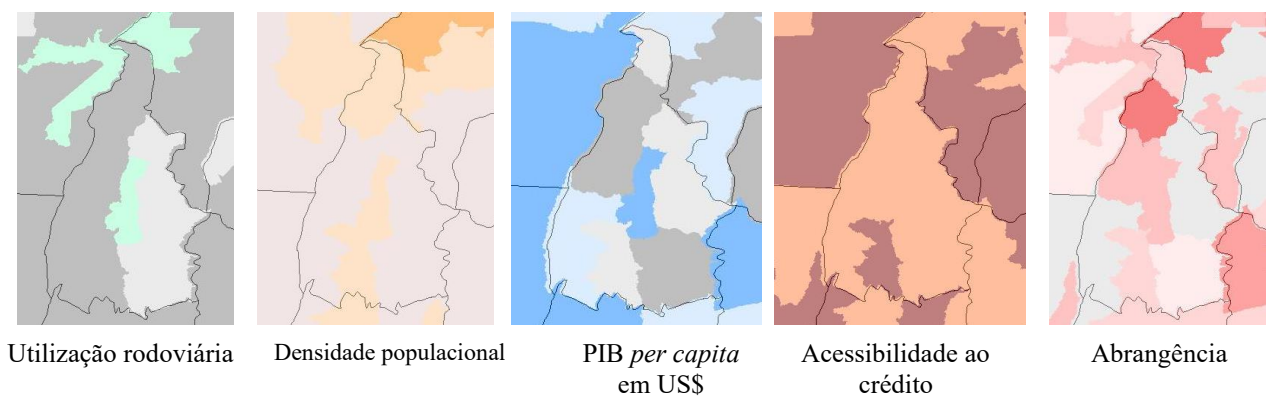 Utilização rodoviária
Densidade populacional
PIB per capita
em US$
Acessibilidade ao
crédito
Abrangência